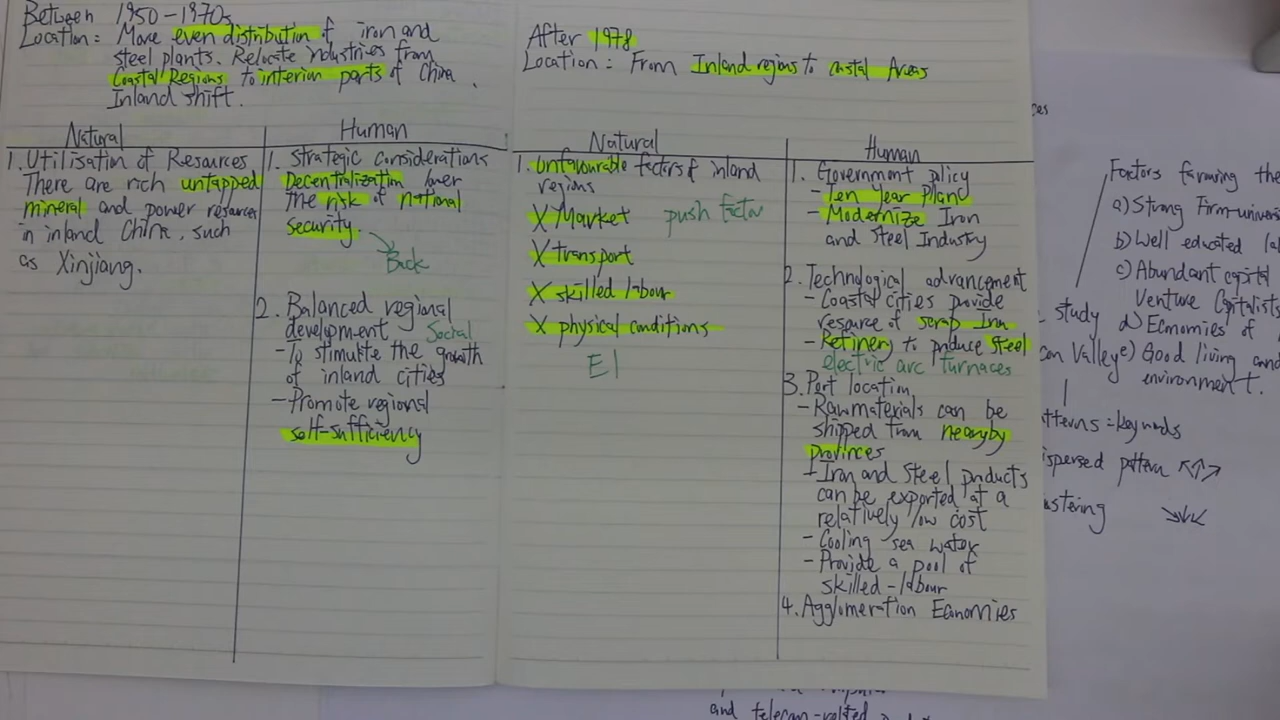 Between 1950-1970s
Location: More even distribution of iron and
steel plants. Relocate industries from
Coastal Regions to interior parts of China.
Inland shift.
Natural
1. Utilisation of Resources
There are rich untapped
mineral and power resources
in inland China, such
as Xinjiang.
Human
1. Strategic considerations
Decentralization lower
the risk of national
security.
Back
2. Balanced regional
development Social
- To stimulate the growth
of inland cities
- Promote regional
self-sufficiency
After 1978
Location: From Inland regions to coastal Areas
Natural
1. Unfavourable factors of inland
regions
X Market push factor
X transport
X skilled labour
X physical conditions
EI
Human
1. Government policy
- Ten Year Plan
- Modernize Iron
and Steel Industry
2. Technological advancement
- Coastal cities provide
resource of scrap Iron
- Refinery to produce steel
electric arc furnaces
3. Port location
- Raw materials can be
shipped from nearyby
provinces
- Iron and Steel products
can be exported at a
relatively low cost
- Cooling sea water
- Provide a pool of
skilled-labour
4. Agglomeration Economies
Factors favouring the
a) Strong Firm-univers
b) Well educated
c) Abundant capital
Venture Capitalists
study d) Economies of
Valley e) Good living and
environment.
= keywords
pattern
and telecom-related